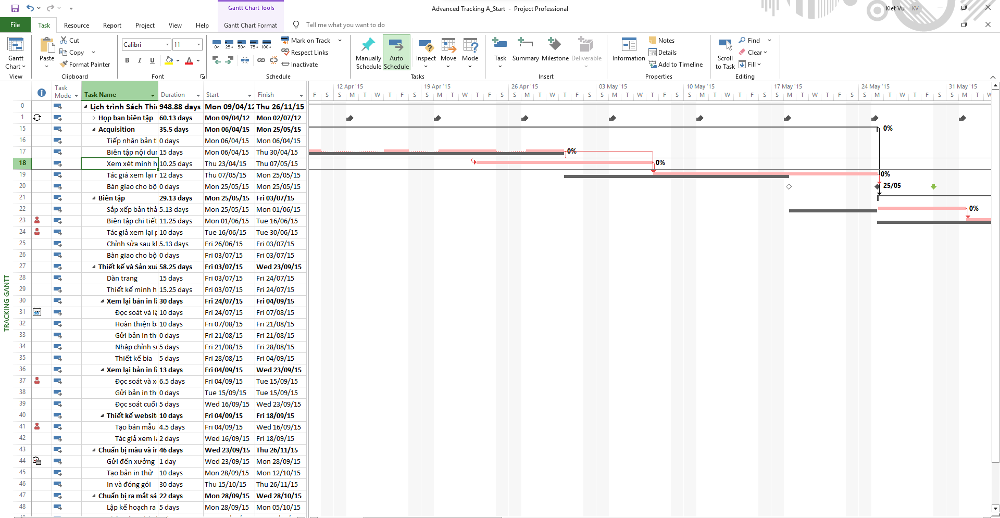 Gantt Chart Tools
Advanced Tracking A_Start - Project Professional
Kiet Vu KV
File Task Resource Report Project View Help Gantt Chart Format Tell me what you want to do
Gantt Chart
View
Paste
Cut
Copy
Format Painter
Clipboard
Calibri 11
B I U A
Font
0% 25% 50% 75% 100%
Mark on Track
Respect Links
Inactivate
Schedule
Manually Schedule
Auto Schedule
Inspect
Move
Mode
Tasks
Task
Summary
Milestone
Deliverable
Insert
Information
Notes
Details
Add to Timeline
Properties
Scroll to Task
Find
Clear
Fill
Editing
Task Mode Task Name Duration Start Finish
12 Apr '15 19 Apr '15 26 Apr '15 03 May '15 10 May '15 17 May '15 24 May '15 31 May '15
F S S M T W T F S S M T W T F S S M T W T F S S M T W T F S S M T W T F S S M T W T F S S M T W T F S S M T W
TRACKING GANTT
0 Lịch trình Sách Thi 948.88 days Mon 09/04/12 Thu 26/11/15
1 Họp ban biên tập 60.13 days Mon 09/04/12 Mon 02/07/12
15 Acquisition 35.5 days Mon 06/04/15 Mon 25/05/15 0%
16 Tiếp nhận bản t 0 days Mon 06/04/15 Mon 06/04/15
17 Biên tập nội du 15 days Mon 06/04/15 Thu 30/04/15 0%
18 Xem xét minh h 10.25 days Thu 23/04/15 Thu 07/05/15 0%
19 Tác giả xem lại 12 days Thu 07/05/15 Mon 25/05/15 0%
20 Bàn giao cho bộ 0 days Mon 25/05/15 Mon 25/05/15 25/05
21 Biên tập 29.13 days Mon 25/05/15 Fri 03/07/15
22 Sắp xếp bản thả 5.13 days Mon 25/05/15 Mon 01/06/15 0%
23 Biên tập chi tiết 11.25 days Mon 01/06/15 Tue 16/06/15
24 Tác giả xem lại 10 days Tue 16/06/15 Tue 30/06/15
25 Chỉnh sửa sau k 5.13 days Fri 26/06/15 Fri 03/07/15
26 Bàn giao cho bộ 0 days Fri 03/07/15 Fri 03/07/15
27 Thiết kế và Sản xu 58.25 days Fri 03/07/15 Wed 23/09/15
28 Dàn trang 15 days Fri 03/07/15 Fri 24/07/15
29 Thiết kế minh h 15.25 days Fri 03/07/15 Fri 24/07/15
30 Xem lại bản in l 30 days Fri 24/07/15 Fri 04/09/15
31 Đọc soát và l 10 days Fri 24/07/15 Fri 07/08/15
32 Hoàn thiện b 10 days Fri 07/08/15 Fri 21/08/15
33 Gửi bản in th 0 days Fri 21/08/15 Fri 21/08/15
34 Nhập chỉnh s 5 days Fri 21/08/15 Fri 28/08/15
35 Thiết kế bìa 5 days Fri 28/08/15 Fri 04/09/15
36 Xem lại bản in l 13 days Fri 04/09/15 Wed 23/09/15
37 Đọc soát và x 6.5 days Fri 04/09/15 Tue 15/09/15
38 Gửi bản in th 0 days Tue 15/09/15 Tue 15/09/15
39 Đọc soát cuối 5 days Wed 16/09/15 Wed 23/09/15
40 Thiết kế websit 10 days Fri 04/09/15 Fri 18/09/15
41 Tạo bản mẫu 4.5 days Fri 04/09/15 Wed 16/09/15
42 Tác giả xem l 2 days Wed 16/09/15 Fri 18/09/15
43 Chuẩn bị màu và i 46 days Wed 23/09/15 Thu 26/11/15
44 Gửi đến xưởng 1 day Wed 23/09/15 Mon 28/09/15
45 Tạo bản in thử 10 days Mon 28/09/15 Mon 12/10/15
46 In và đóng gói 30 days Thu 15/10/15 Thu 26/11/15
47 Chuẩn bị ra mắt sá 22 days Mon 28/09/15 Wed 28/10/15
48 Lập kế hoạch ra 5 days Mon 28/09/15 Mon 05/10/15